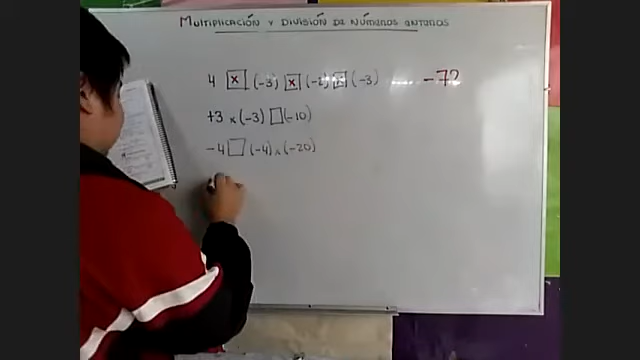 MULTIPLICACIÓN Y DIVISIÓN DE NÚMEROS ENTEROS
4 [x] (-3) [x] (-2) [x] (-3) -72
+3 x (-3) □ (-10)
-4 □ (-4) x (-20)